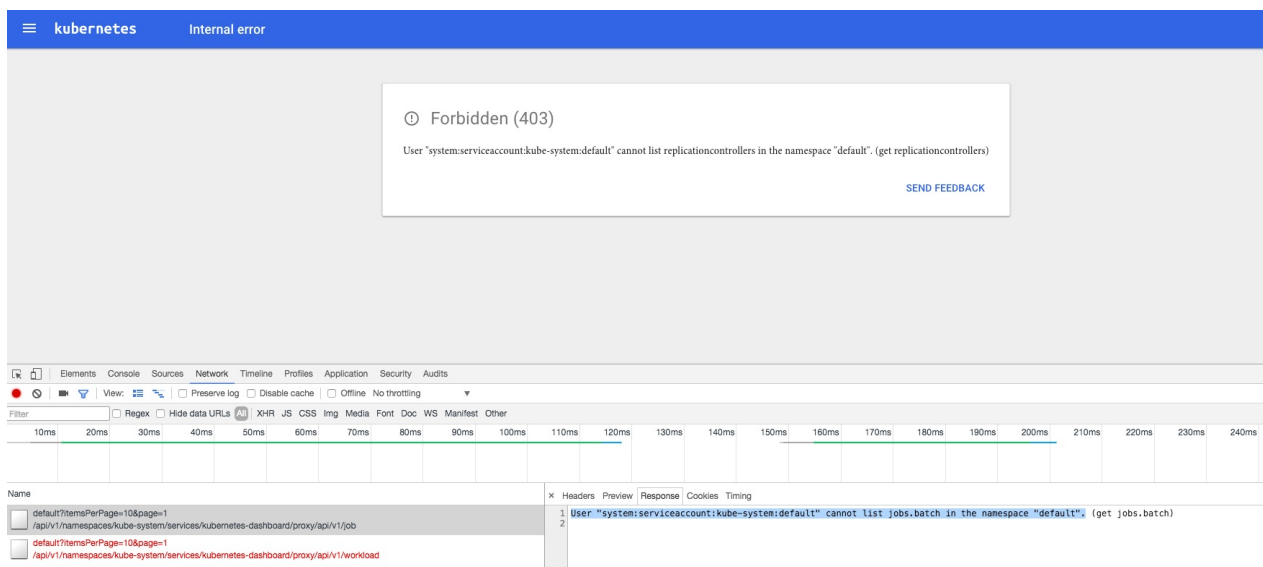 kubernetes Internal error
Forbidden (403)
User "system:serviceaccount:kube-system:default" cannot list replicationcontrollers in the namespace "default". (get replicationcontrollers)
SEND FEEDBACK
Elements Console Sources Network Timeline Profiles Application Security Audits
View: Preserve log Disable cache Offline No throttling
Filter Regex Hide data URLs All XHR JS CSS Img Media Font Doc WS Manifest Other
10ms 20ms 30ms 40ms 50ms 60ms 70ms 80ms 90ms 100ms 110ms 120ms 130ms 140ms 150ms 160ms 170ms 180ms 190ms 200ms 210ms 220ms 230ms 240ms
Name × Headers Preview Response Cookies Timing
default?itemsPerPage=10&page=1
/api/v1/namespaces/kube-system/services/kubernetes-dashboard/proxy/api/v1/job
default?itemsPerPage=10&page=1
/api/v1/namespaces/kube-system/services/kubernetes-dashboard/proxy/api/v1/workload
1 User "system:serviceaccount:kube-system:default" cannot list jobs.batch in the namespace "default". (get jobs.batch)
2